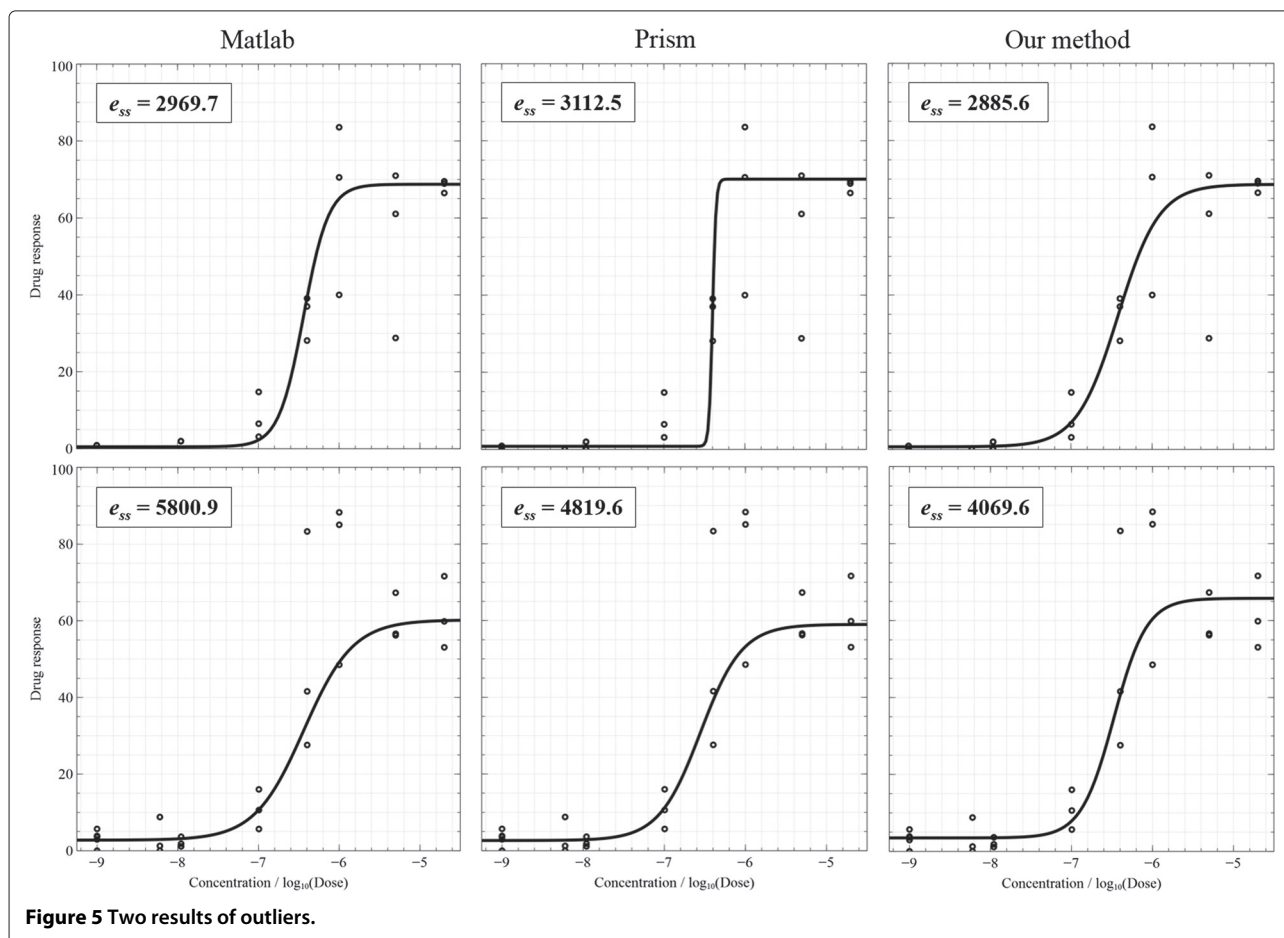 Matlab Prism Our method
e_ss = 2969.7 e_ss = 3112.5 e_ss = 2885.6
100
80
60
40
20
0
Drug response
e_ss = 5800.9 e_ss = 4819.6 e_ss = 4069.6
100
80
60
40
20
0
Drug response
−9 −8 −7 −6 −5 −9 −8 −7 −6 −5 −9 −8 −7 −6 −5
Concentration / log₁₀(Dose) Concentration / log₁₀(Dose) Concentration / log₁₀(Dose)
Figure 5 Two results of outliers.